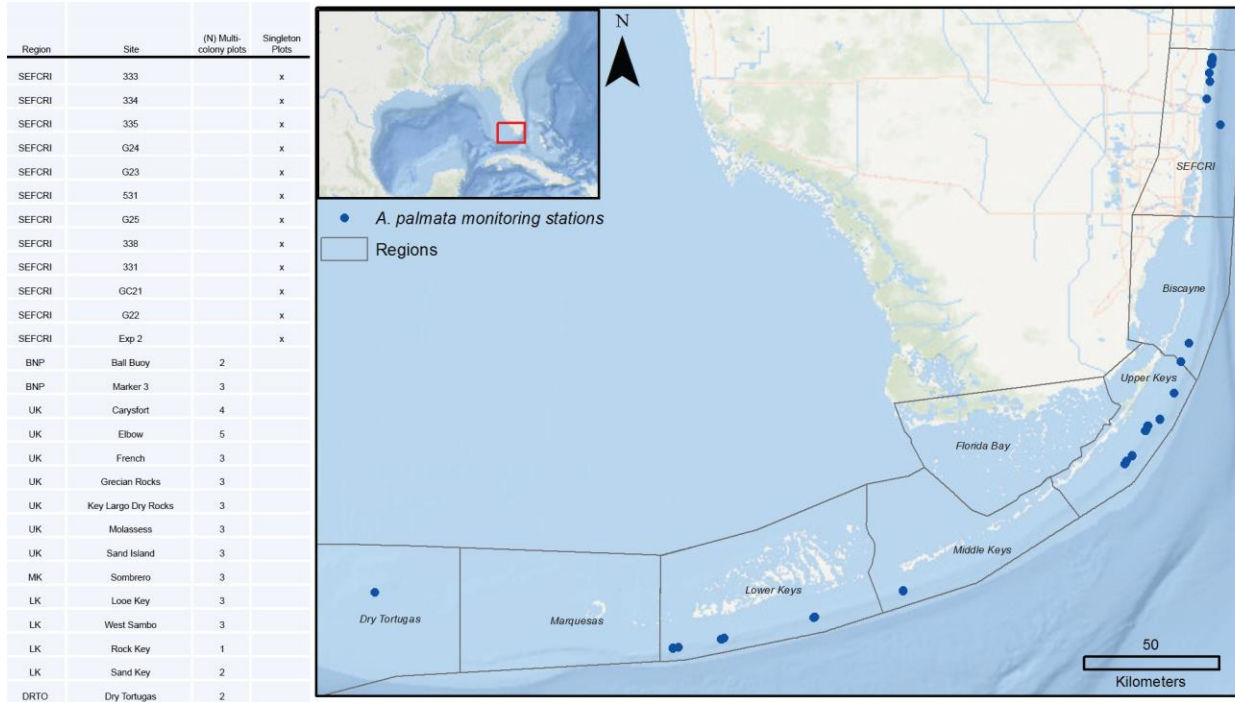 Region Site (N) Multi-colony plots Singleton Plots
SEFCRI 333 x
SEFCRI 334 x
SEFCRI 335 x
SEFCRI G24 x
SEFCRI G23 x
SEFCRI 531 x
SEFCRI G25 x
SEFCRI 338 x
SEFCRI 331 x
SEFCRI GC21 x
SEFCRI G22 x
SEFCRI Exp 2 x
BNP Ball Buoy 2
BNP Marker 3 3
UK Carysfort 4
UK Elbow 5
UK French 3
UK Grecian Rocks 3
UK Key Largo Dry Rocks 3
UK Molassess 3
UK Sand Island 3
MK Sombrero 3
LK Looe Key 3
LK West Sambo 3
LK Rock Key 1
LK Sand Key 2
DRTO Dry Tortugas 2
N
A. palmata monitoring stations
Regions
SEFCRI
Biscayne
Upper Keys
Florida Bay
Middle Keys
Lower Keys
Marquesas
Dry Tortugas
50
Kilometers